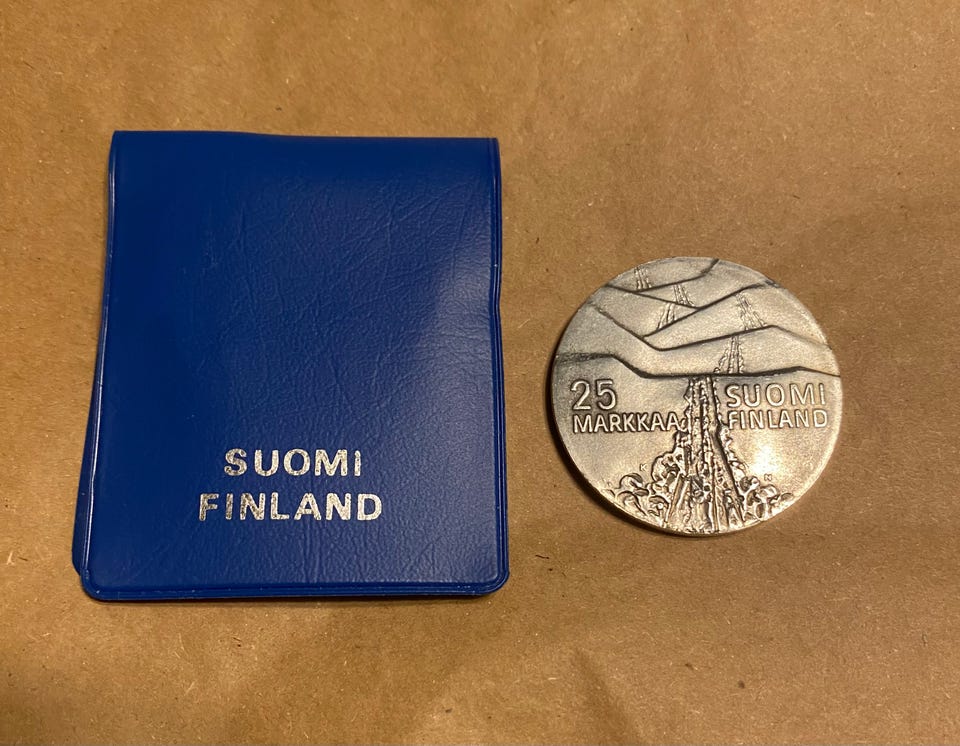 SUOMI
FINLAND
25
MARKKAA
SUOMI
FINLAND
K